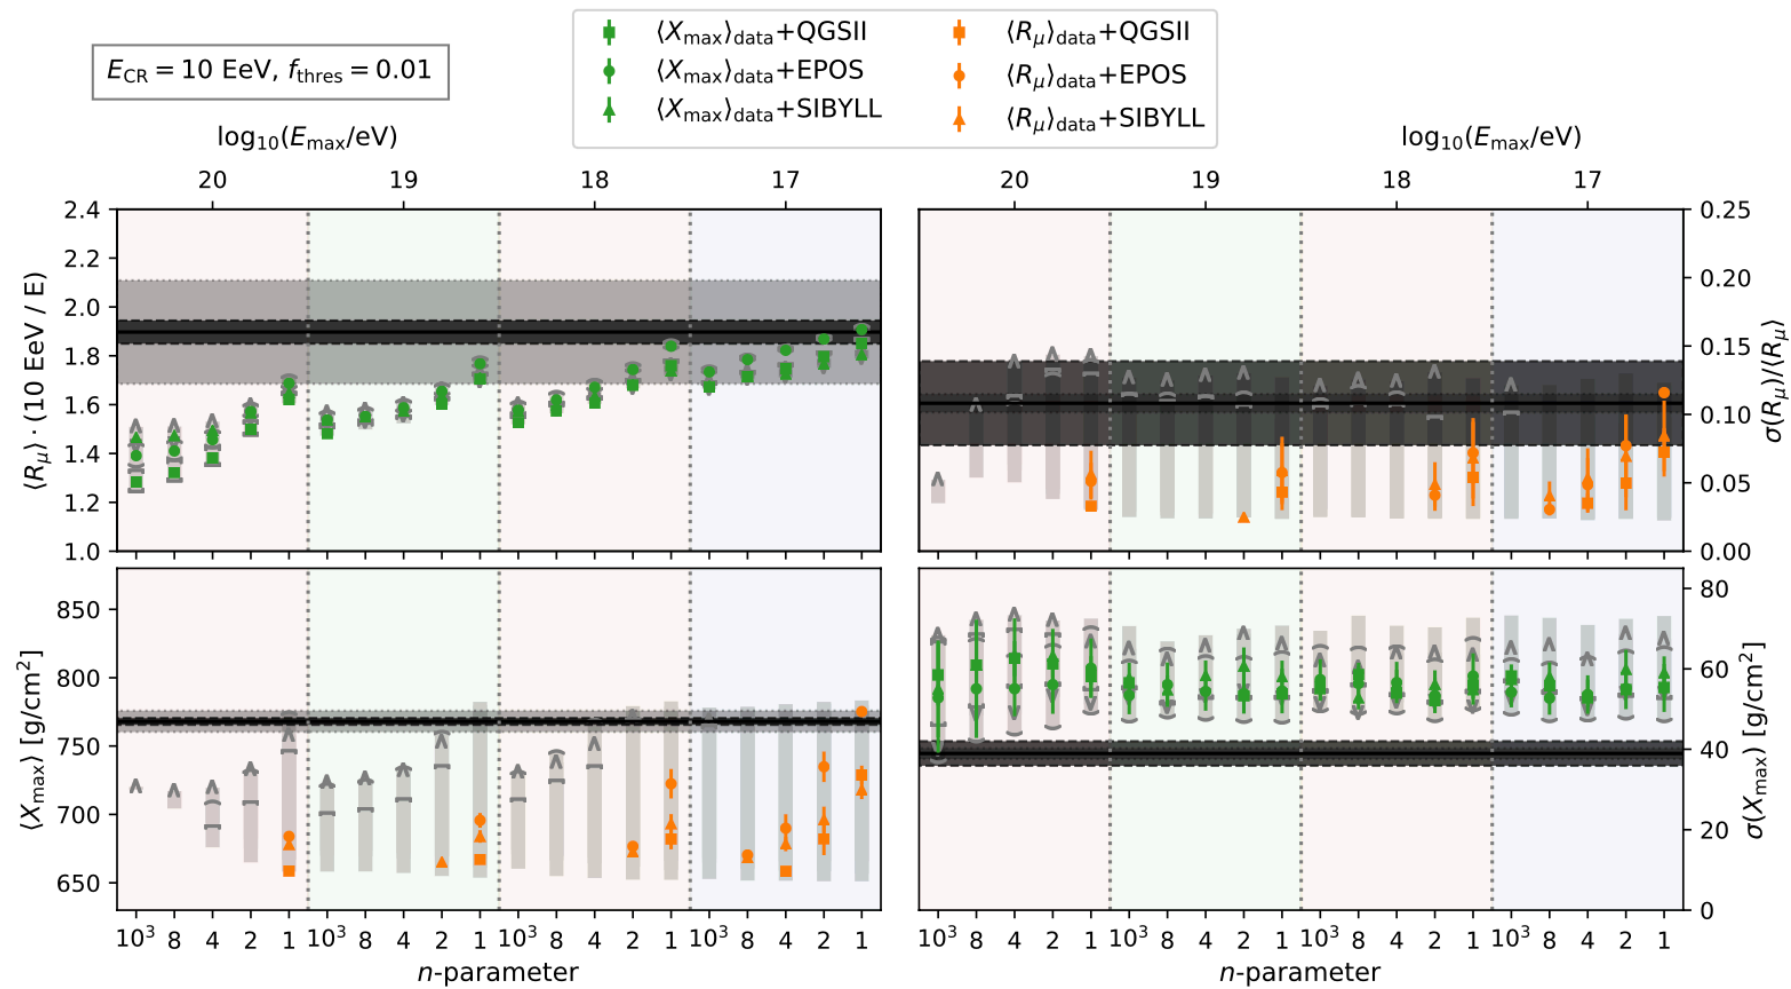 E_CR = 10 EeV, f_thres = 0.01
⟨X_max⟩_data+QGSII
⟨X_max⟩_data+EPOS
⟨X_max⟩_data+SIBYLL
⟨R_μ⟩_data+QGSII
⟨R_μ⟩_data+EPOS
⟨R_μ⟩_data+SIBYLL
log₁₀(E_max/eV)
20 19 18 17
log₁₀(E_max/eV)
20 19 18 17
⟨R_μ⟩ · (10 EeV / E)
2.4
2.2
2.0
1.8
1.6
1.4
1.2
1.0
0.25
0.20
0.15
0.10
0.05
0.00
σ(R_μ)/⟨R_μ⟩
⟨X_max⟩ [g/cm²]
850
800
750
700
650
80
60
40
20
0
σ(X_max) [g/cm²]
10³ 8 4 2 1 10³ 8 4 2 1 10³ 8 4 2 1 10³ 8 4 2 1
n-parameter
10³ 8 4 2 1 10³ 8 4 2 1 10³ 8 4 2 1 10³ 8 4 2 1
n-parameter